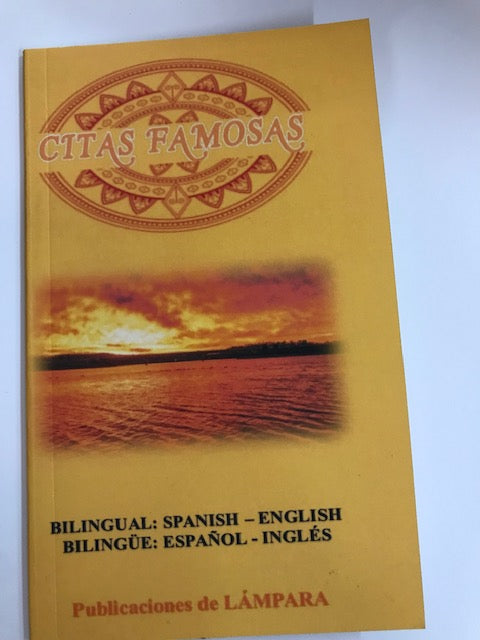 CITAS FAMOSAS
BILINGUAL: SPANISH – ENGLISH
BILINGÜE: ESPAÑOL - INGLÉS
Publicaciones de LÁMPARA